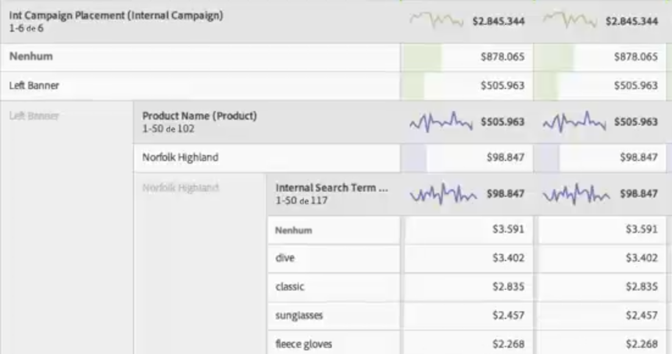 Int Campaign Placement (Internal Campaign) $2.845.344 $2.845.344
1-6 de 6
Nenhum $878.065 $878.065
Left Banner $505.963 $505.963
Left Banner Product Name (Product) $505.963 $505.963
1-50 de 102
Norfolk Highland $98.847 $98.847
Norfolk Highland Internal Search Term ... $98.847 $98.847
1-50 de 117
Nenhum $3.591 $3.591
dive $3.402 $3.402
classic $2.835 $2.835
sunglasses $2.457 $2,457
fleece gloves $2.268 $2.268